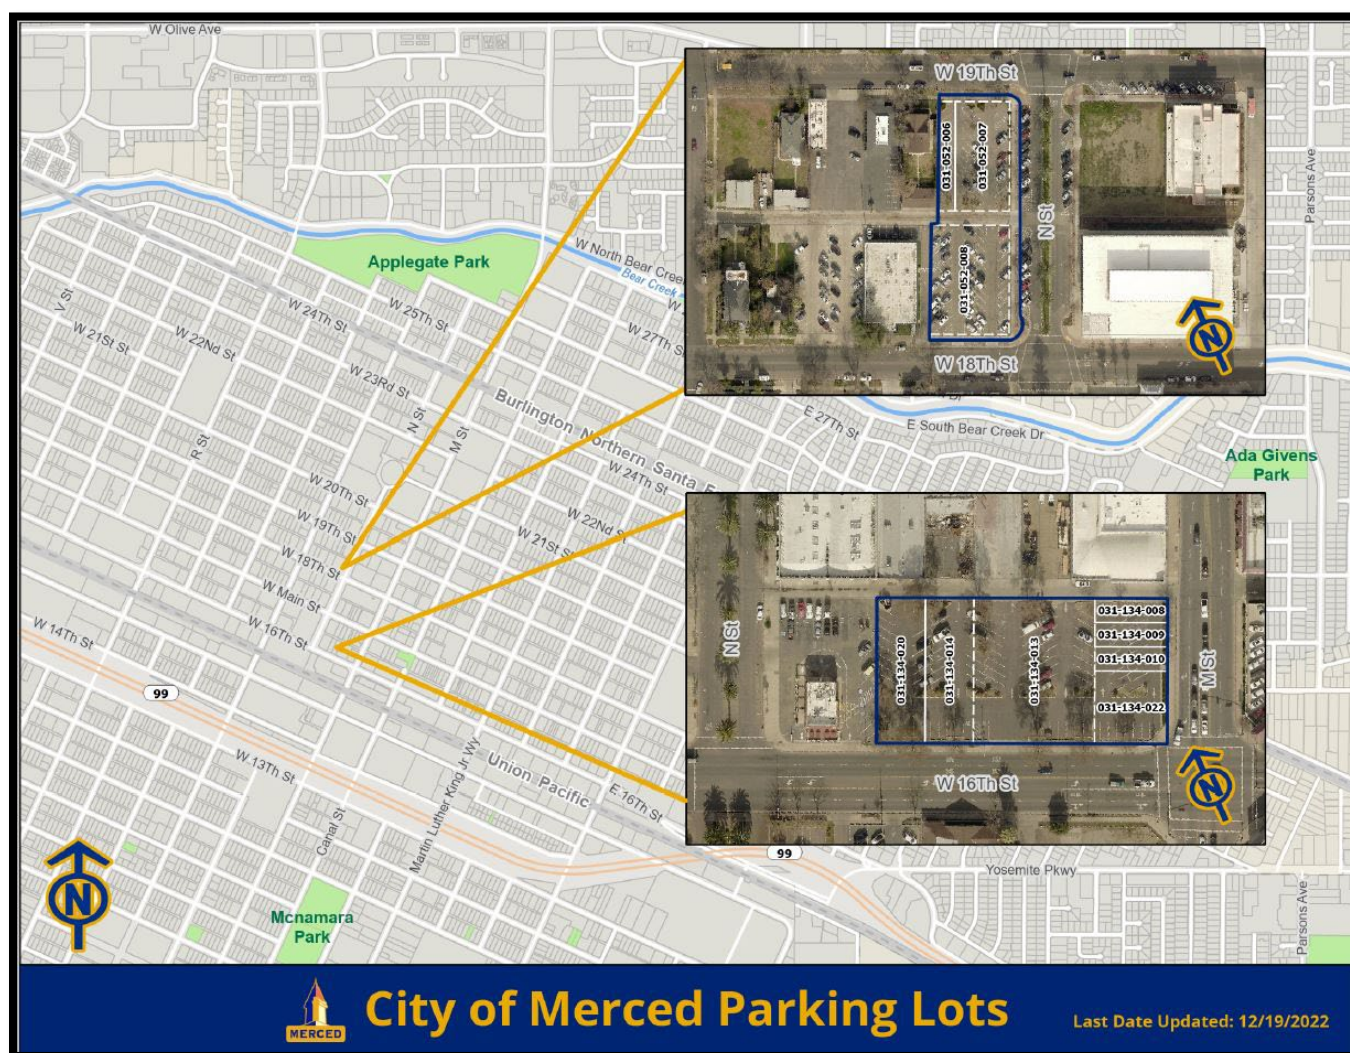 W Olive Ave
W 19Th St
031-052-006
031-052-007
N St
031-052-008
W 18Th St
N
Parsons Ave
W North Bear Cree
Bear Creek
Applegate Park
V St
W 25Th St
W 24Th St
W 27Th St
W 22Nd St
W 21St St
W 23Rd St
N St
M St
Burlington Northern Santa F
R St
E 27Th St
E South Bear Creek Dr
Ada Givens
Park
W 24Th St
W 22Nd St
W 21St St
W 20Th St
W 19Th St
W 18Th St
W Main St
W 16Th St
W 14Th St
99
W 13Th St
N St
031-134-020
031-134-014
031-134-013
031-134-008
031-134-009
031-134-010
031-134-022
M St
W 16Th St
N
Union Pacific
E 16Th St
Martin Luther King Jr Wy
Canal St
99
Yosemite Pkwy
Parsons Ave
N
Mcnamara
Park
MERCED
City of Merced Parking Lots
Last Date Updated: 12/19/2022